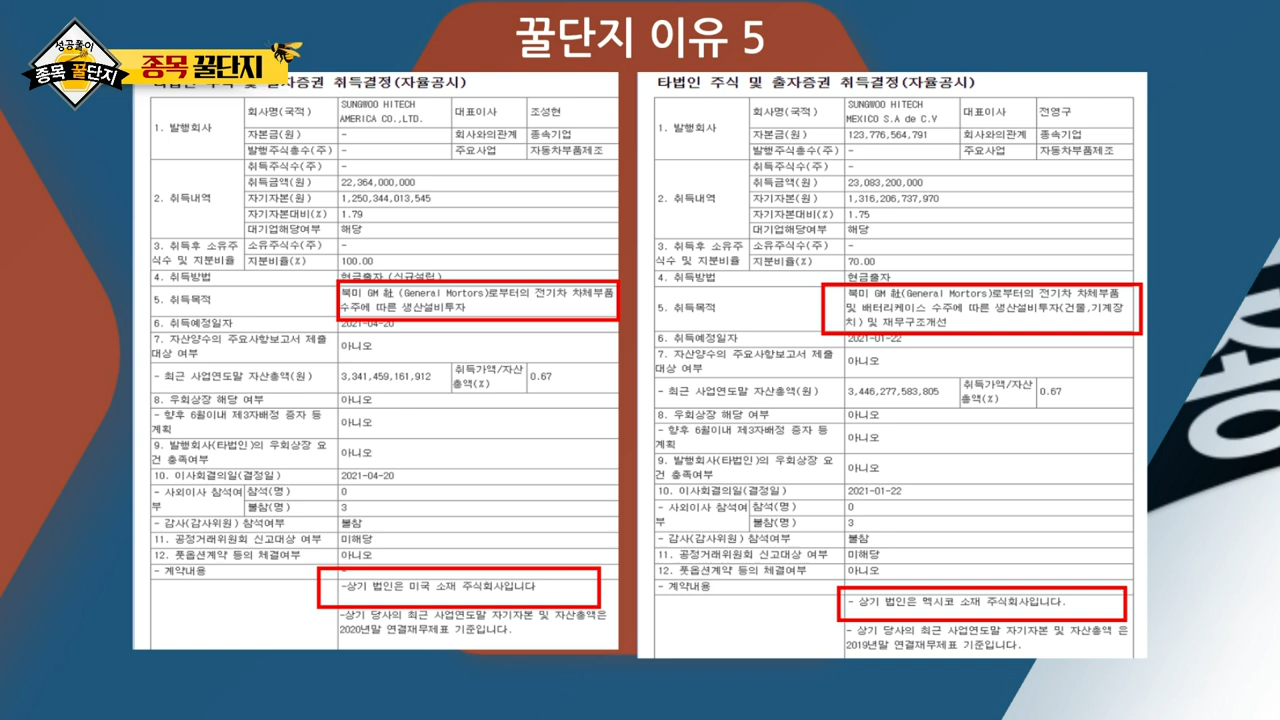 꿀단지 이유 5
성공풀이
종목 꿀단지
종목 꿀단지
타법인 주식 및 출자증권 취득결정(자율공시)
1. 발행회사
회사명(국적)
SUNGWOO HITECH
AMERICA CO.,LTD.
대표이사
조성현
자본금(원)
-
회사와의관계
종속기업
발행주식총수(주)
-
주요사업
자동차부품제조
2. 취득내역
취득주식수(주)
-
취득금액(원)
22,364,000,000
자기자본(원)
1,250,344,013,545
자기자본대비(%)
1.79
대기업해당여부
해당
3. 취득후 소유주
식수 및 지분비율
소유주식수(주)
-
지분비율(%)
100.00
4. 취득방법
현금출자 (신규설립)
5. 취득목적
북미 GM 社 (General Mortors)로부터의 전기차 차체부품
수주에 따른 생산설비투자
6. 취득예정일자
2021-04-20
7. 자산양수의 주요사항보고서 제출
대상 여부
아니오
- 최근 사업연도말 자산총액(원)
3,341,459,161,912
취득가액/자산
총액(%)
0.67
8. 우회상장 해당 여부
아니오
- 향후 6월이내 제3자배정 증자 등
계획
아니오
9. 발행회사(타법인)의 우회상장 요
건 충족여부
아니오
10. 이사회결의일(결정일)
2021-04-20
- 사외이사 참석여
부
참석(명)
0
불참(명)
3
- 감사(감사위원) 참석여부
불참
11. 공정거래위원회 신고대상 여부
미해당
12. 풋옵션계약 등의 체결여부
아니오
- 계약내용
-
-상기 법인은 미국 소재 주식회사입니다
-상기 당사의 최근 사업연도말 자기자본 및 자산총액은
2020년말 연결재무제표 기준입니다.
타법인 주식 및 출자증권 취득결정(자율공시)
1. 발행회사
회사명(국적)
SUNGWOO HITECH
MEXICO S.A de C.V
대표이사
전영구
자본금(원)
123,776,564,791
회사와의관계
종속기업
발행주식총수(주)
-
주요사업
자동차부품제조
2. 취득내역
취득주식수(주)
-
취득금액(원)
23,083,200,000
자기자본(원)
1,316,206,737,970
자기자본대비(%)
1.75
대기업해당여부
해당
3. 취득후 소유주
식수 및 지분비율
소유주식수(주)
-
지분비율(%)
70.00
4. 취득방법
현금출자
5. 취득목적
북미 GM 社(General Mortors)로부터의 전기차 차체부품
및 배터리케이스 수주에 따른 생산설비투자(건물,기계장
치) 및 재무구조개선
6. 취득예정일자
2021-01-22
7. 자산양수의 주요사항보고서 제출
대상 여부
아니오
- 최근 사업연도말 자산총액(원)
3,446,277,583,805
취득가액/자산
총액(%)
0.67
8. 우회상장 해당 여부
아니오
- 향후 6월이내 제3자배정 증자 등
계획
아니오
9. 발행회사(타법인)의 우회상장 요
건 충족여부
아니오
10. 이사회결의일(결정일)
2021-01-22
- 사외이사 참석여
부
참석(명)
0
불참(명)
3
- 감사(감사위원) 참석여부
불참
11. 공정거래위원회 신고대상 여부
미해당
12. 풋옵션계약 등의 체결여부
아니오
- 계약내용
- 상기 법인은 멕시코 소재 주식회사입니다.
- 상기 당사의 최근 사업연도말 자기자본 및 자산총액 은
2019년말 연결재무제표 기준입니다.